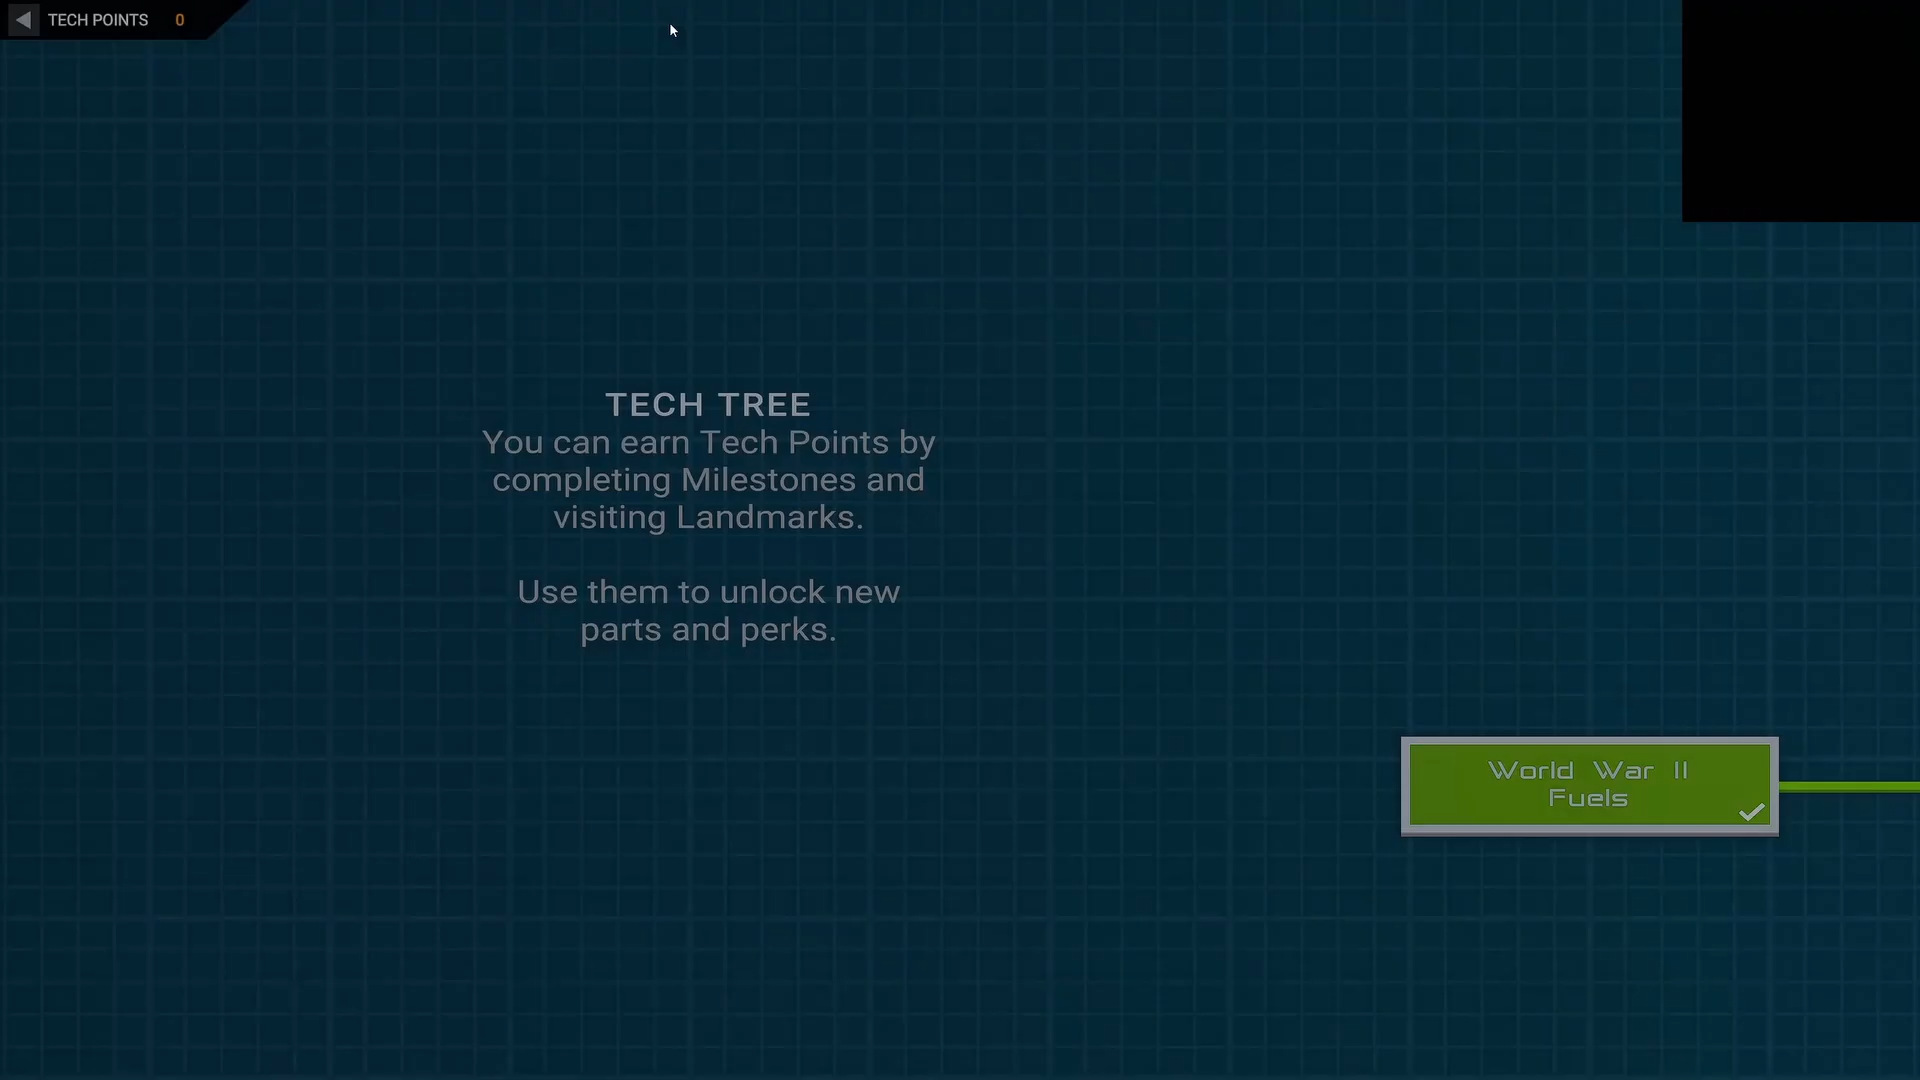 TECH POINTS 0
TECH TREE
You can earn Tech Points by
completing Milestones and
visiting Landmarks.
Use them to unlock new
parts and perks.
World War II
Fuels